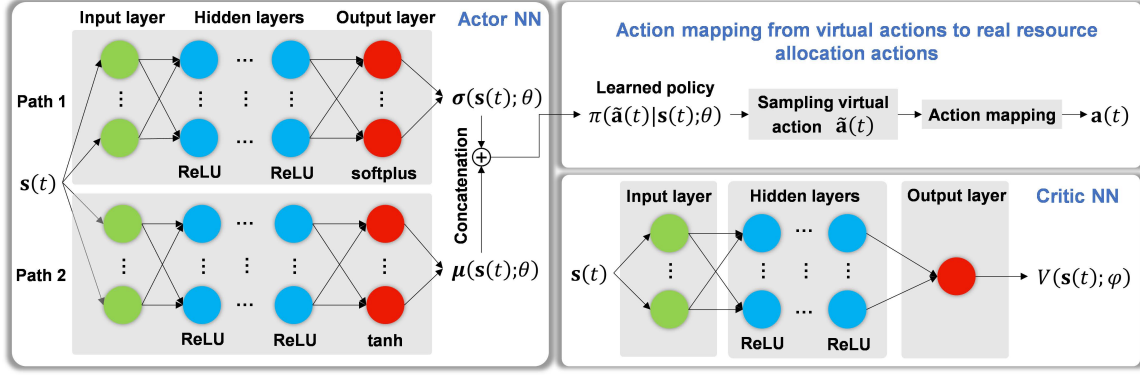 Input layer Hidden layers Output layer Actor NN
Path 1
⋮ ⋮ ⋮ ⋮
... ...
ReLU ReLU softplus
𝝈(𝐬(t);θ)
Concatenation
+
𝐬(t)
Path 2
... ...
⋮ ⋮ ⋮ ⋮
𝝁(𝐬(t);θ)
ReLU ReLU tanh
Action mapping from virtual actions to real resource
allocation actions
Learned policy
π(ã(t)|𝐬(t);θ)
Sampling virtual
action ã(t)
Action mapping
𝐚(t)
Input layer Hidden layers Output layer Critic NN
...
𝐬(t)
⋮ ⋮ ⋮
V(𝐬(t);φ)
...
ReLU ReLU